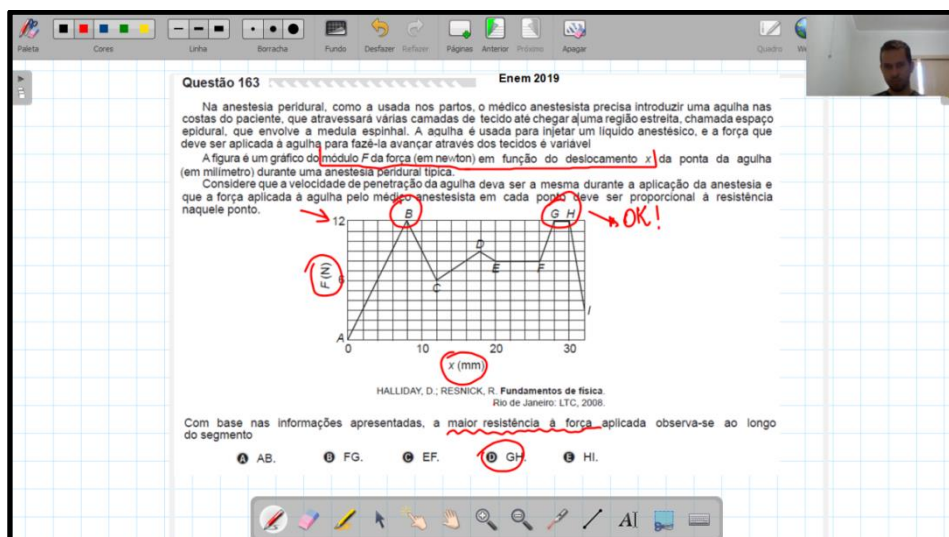 Paleta Cores Linha Borracha Fundo Desfazer Refazer Páginas Anterior Próximo Apagar Quadro
Questão 163
Enem 2019
Na anestesia peridural, como a usada nos partos, o médico anestesista precisa introduzir uma agulha nas
costas do paciente, que atravessará várias camadas de tecido até chegar a uma região estreita, chamada espaço
epidural, que envolve a medula espinhal. A agulha é usada para injetar um líquido anestésico, e a força que
deve ser aplicada à agulha para fazê-la avançar através dos tecidos é variável
A figura é um gráfico do módulo F da força (em newton) em função do deslocamento x da ponta da agulha
(em milímetro) durante uma anestesia peridural típica.
Considere que a velocidade de penetração da agulha deva ser a mesma durante a aplicação da anestesia e
que a força aplicada à agulha pelo médico anestesista em cada ponto deve ser proporcional à resistência
naquele ponto.
B
G H
OK!
12
D
E
F
F (N)
6
C
I
A
0 10 20 30
x (mm)
HALLIDAY, D.; RESNICK, R. Fundamentos de física.
Rio de Janeiro: LTC, 2008.
Com base nas informações apresentadas, a maior resistência à força aplicada observa-se ao longo
do segmento
A AB. B FG. C EF. D GH. E HI.
AI